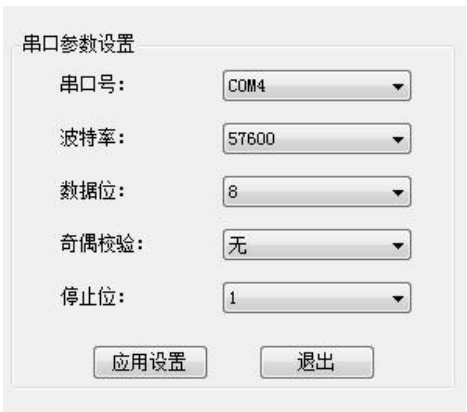 串口参数设置
串口号: COM4
波特率: 57600
数据位: 8
奇偶校验: 无
停止位: 1
应用设置 退出